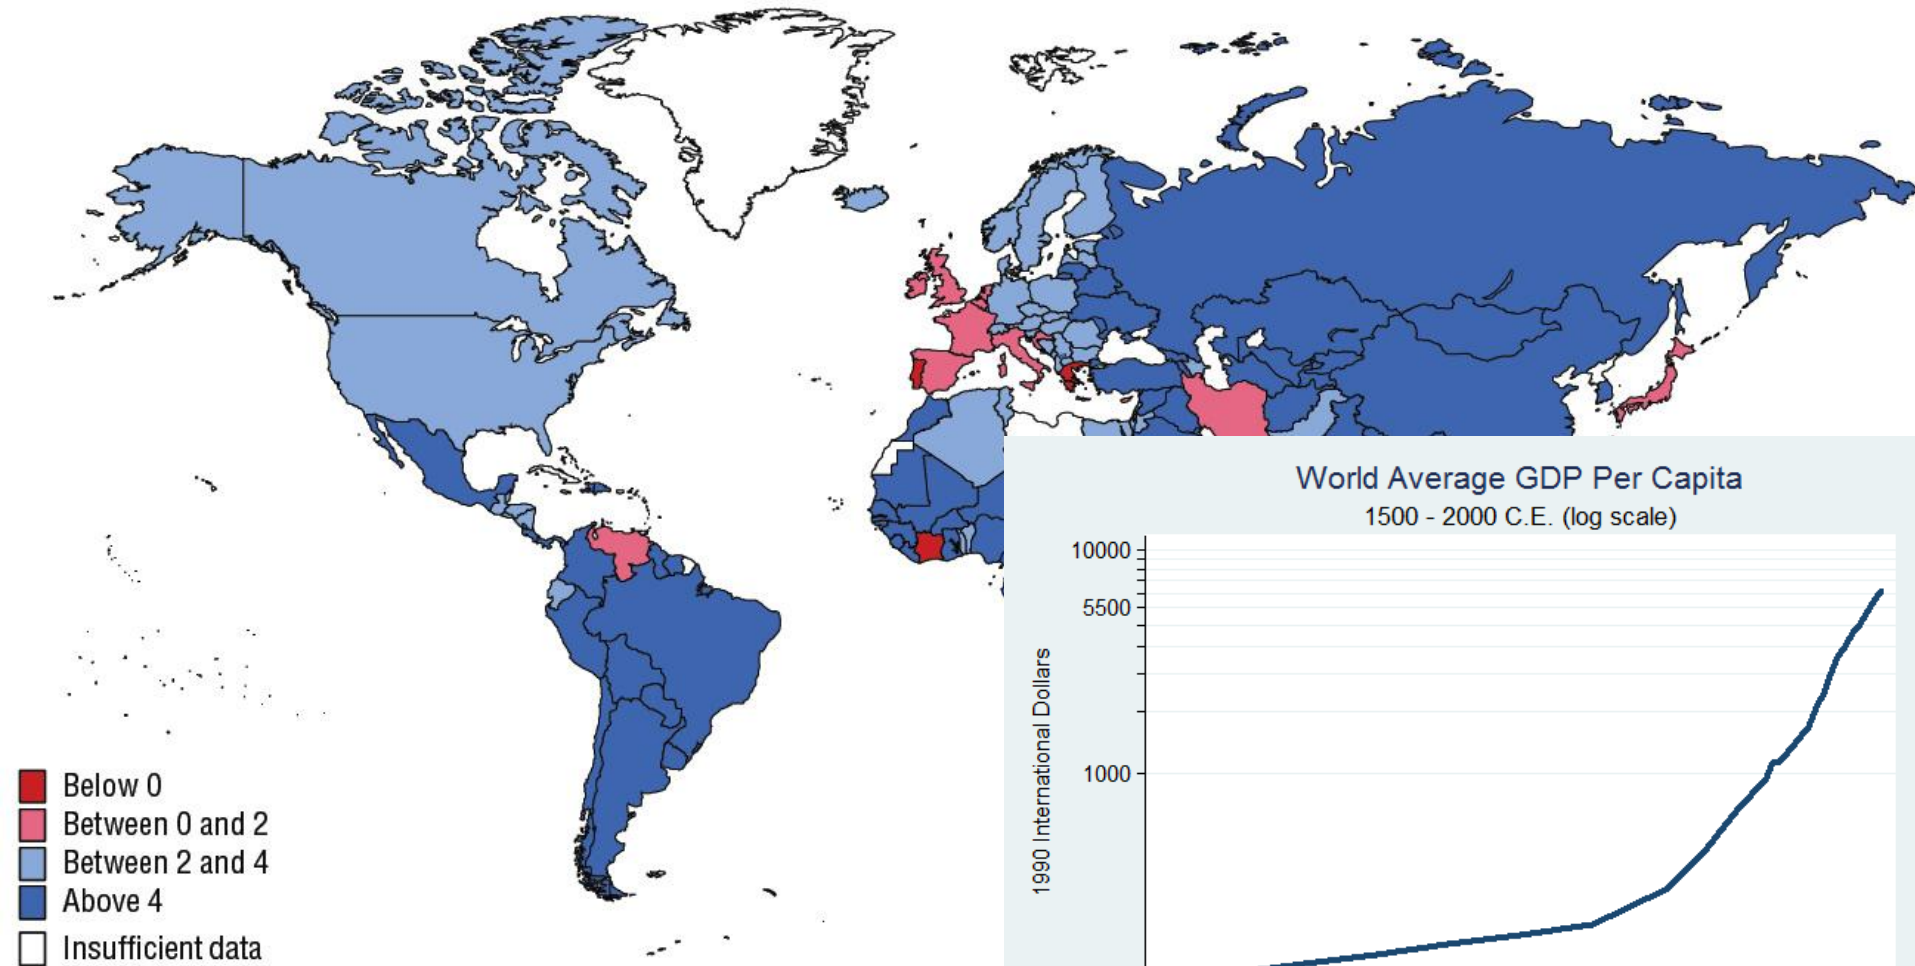 World Average GDP Per Capita
1500 - 2000 C.E. (log scale)
10000
5500
1000
1990 International Dollars
Below 0
Between 0 and 2
Between 2 and 4
Above 4
Insufficient data